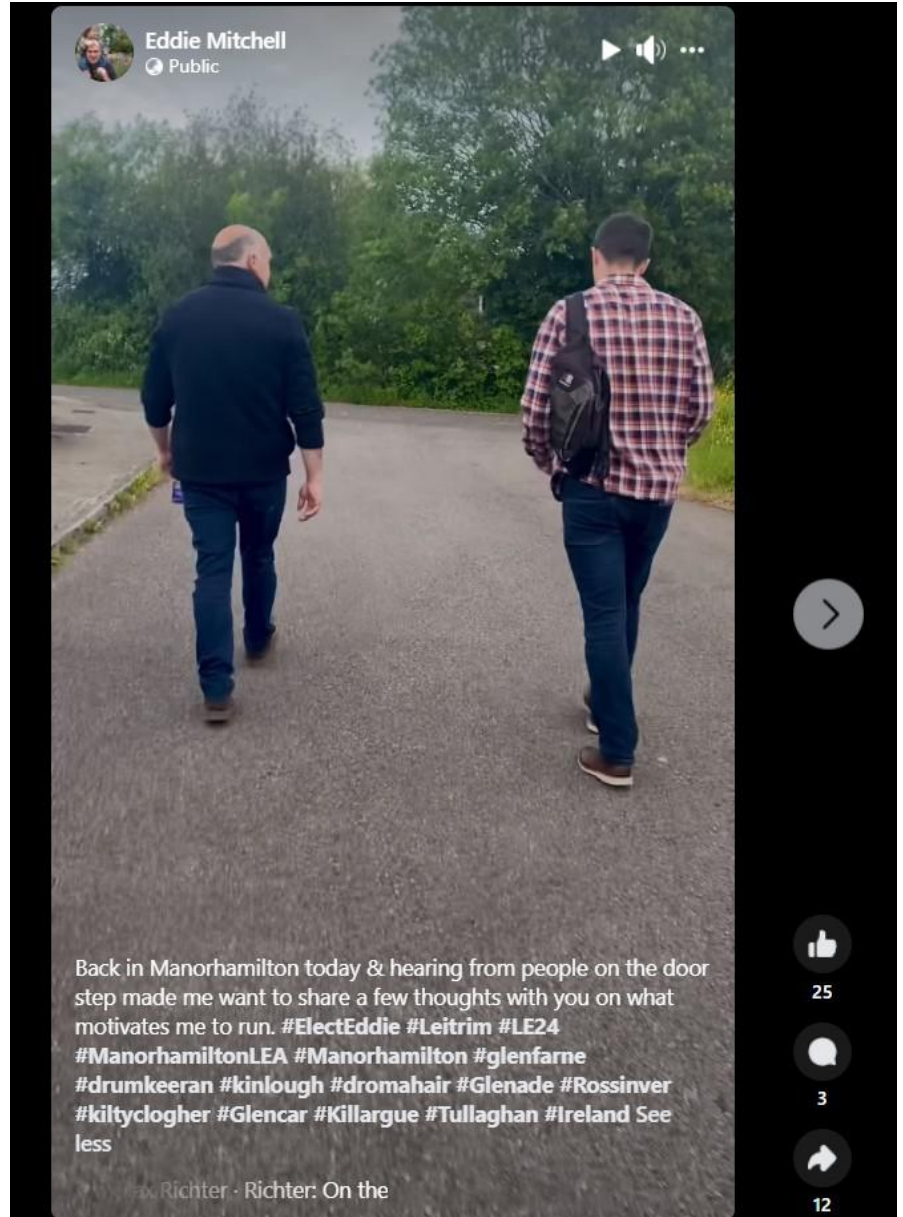 Eddie Mitchell
Public
Back in Manorhamilton today & hearing from people on the door
step made me want to share a few thoughts with you on what
motivates me to run. #ElectEddie #Leitrim #LE24
#ManorhamiltonLEA #Manorhamilton #glenfarne
#drumkeeran #kinlough #dromahair #Glenade #Rossinver
#kiltyclogher #Glencar #Killargue #Tullaghan #Ireland See
less
Richter · Richter: On the
25
3
12